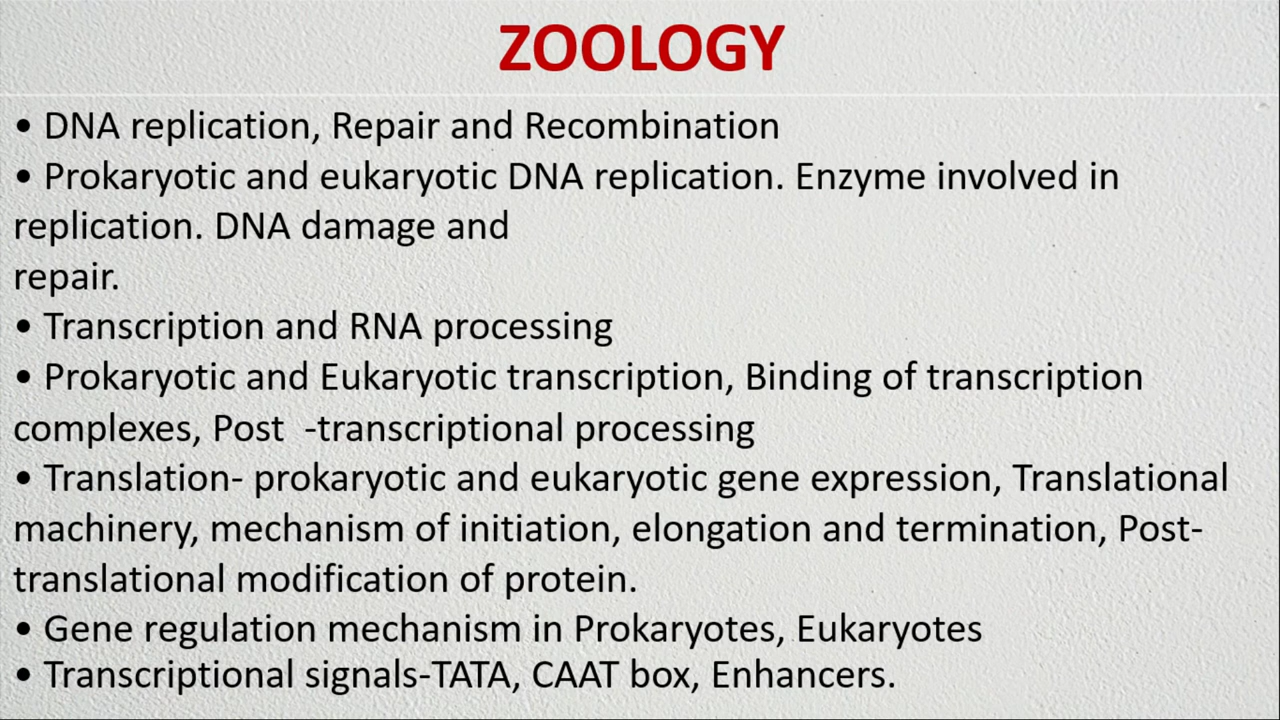 ZOOLOGY
• DNA replication, Repair and Recombination
• Prokaryotic and eukaryotic DNA replication. Enzyme involved in
replication. DNA damage and
repair.
• Transcription and RNA processing
• Prokaryotic and Eukaryotic transcription, Binding of transcription
complexes, Post  -transcriptional processing
• Translation- prokaryotic and eukaryotic gene expression, Translational
machinery, mechanism of initiation, elongation and termination, Post-
translational modification of protein.
• Gene regulation mechanism in Prokaryotes, Eukaryotes
• Transcriptional signals-TATA, CAAT box, Enhancers.